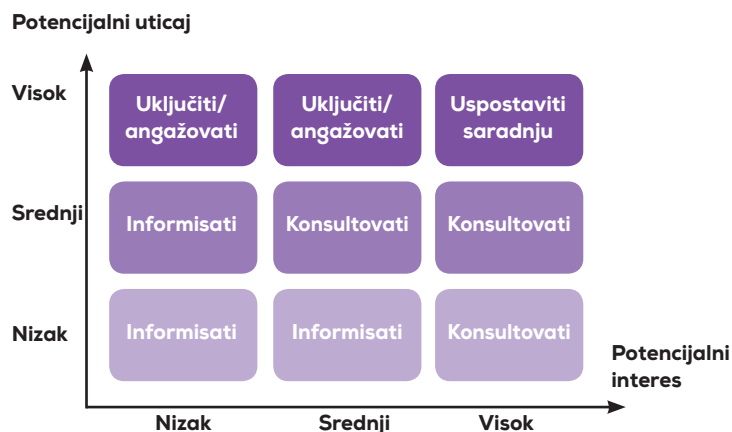 Potencijalni uticaj
Visok
Uključiti/
angažovati
Uključiti/
angažovati
Uspostaviti
saradnju
Srednji
Informisati
Konsultovati
Konsultovati
Nizak
Informisati
Informisati
Konsultovati
Potencijalni
interes
Nizak
Srednji
Visok